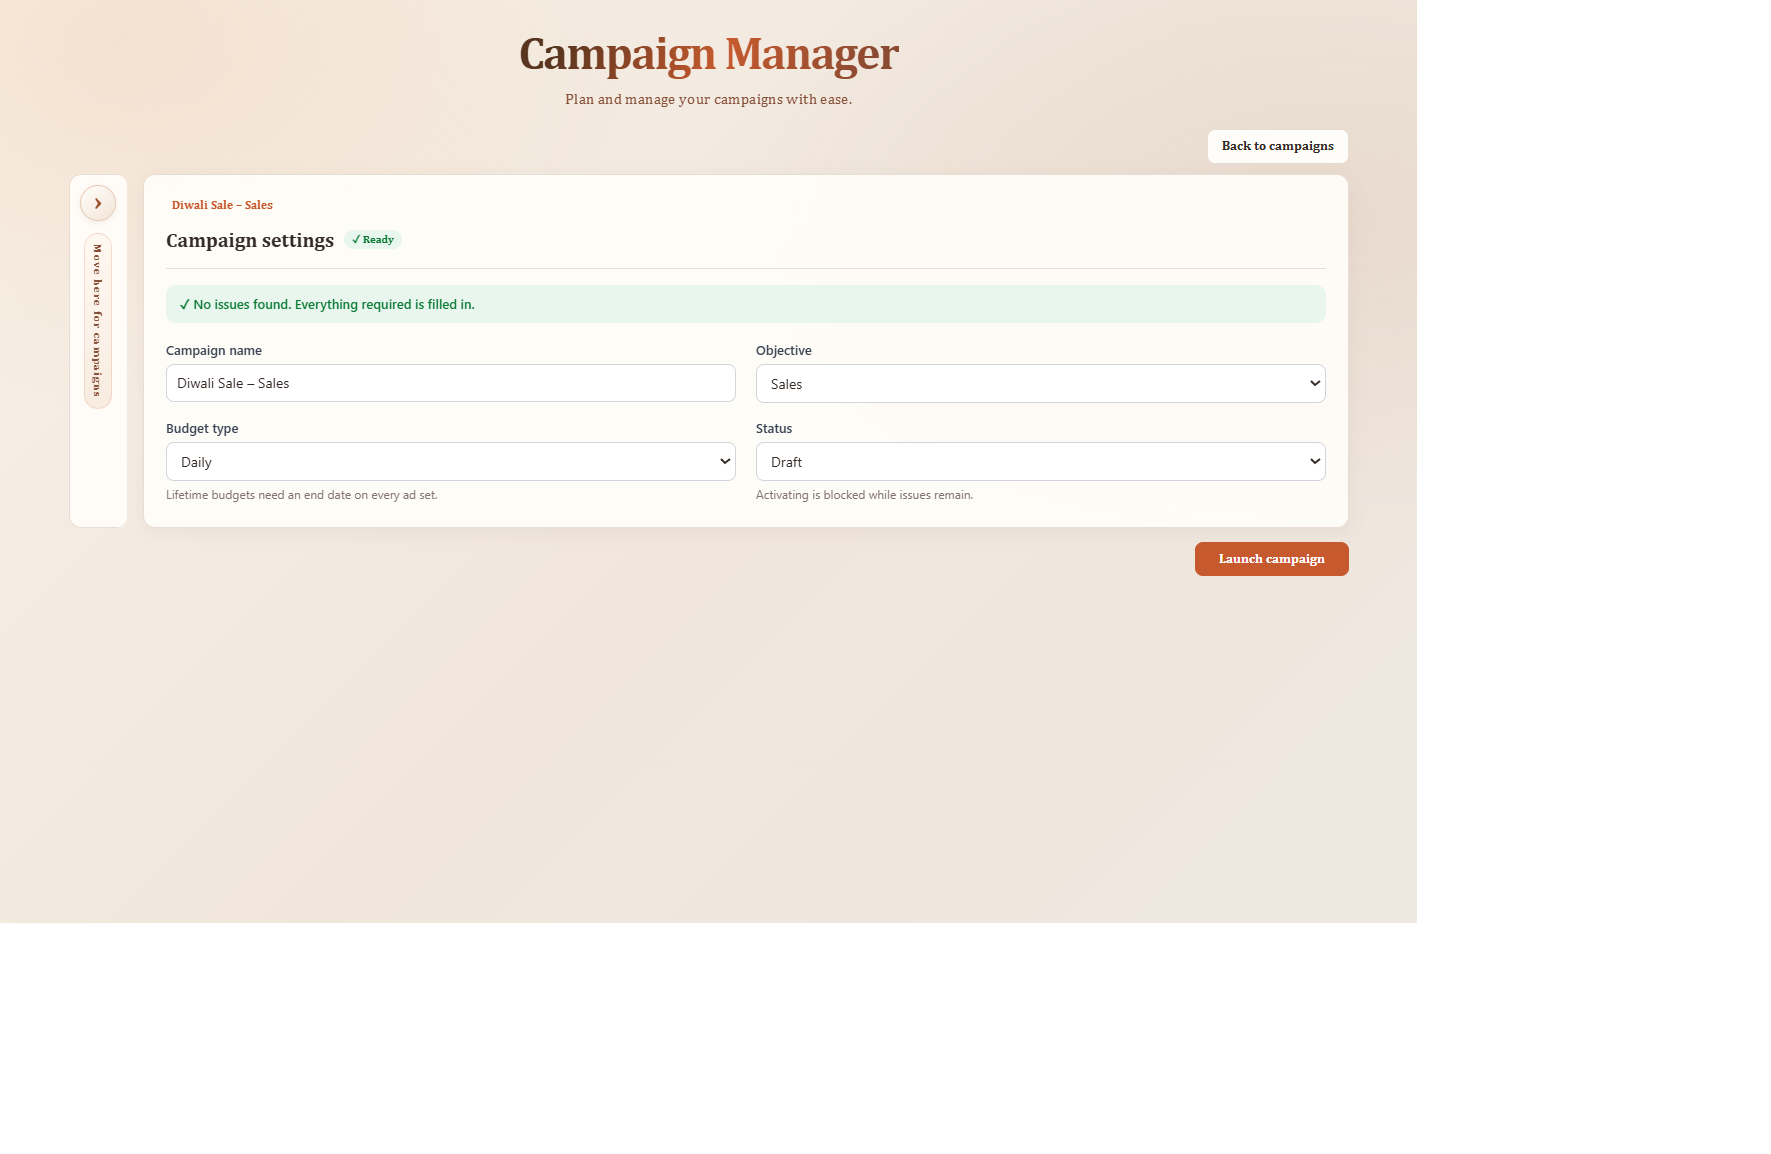 Campaign Manager
Plan and manage your campaigns with ease.
Back to campaigns
›
Move here for campaigns
Diwali Sale – Sales
Campaign settings ✓ Ready
✓ No issues found. Everything required is filled in.
Campaign name
Diwali Sale – Sales
Objective
Sales
Budget type
Daily
Lifetime budgets need an end date on every ad set.
Status
Draft
Activating is blocked while issues remain.
Launch campaign